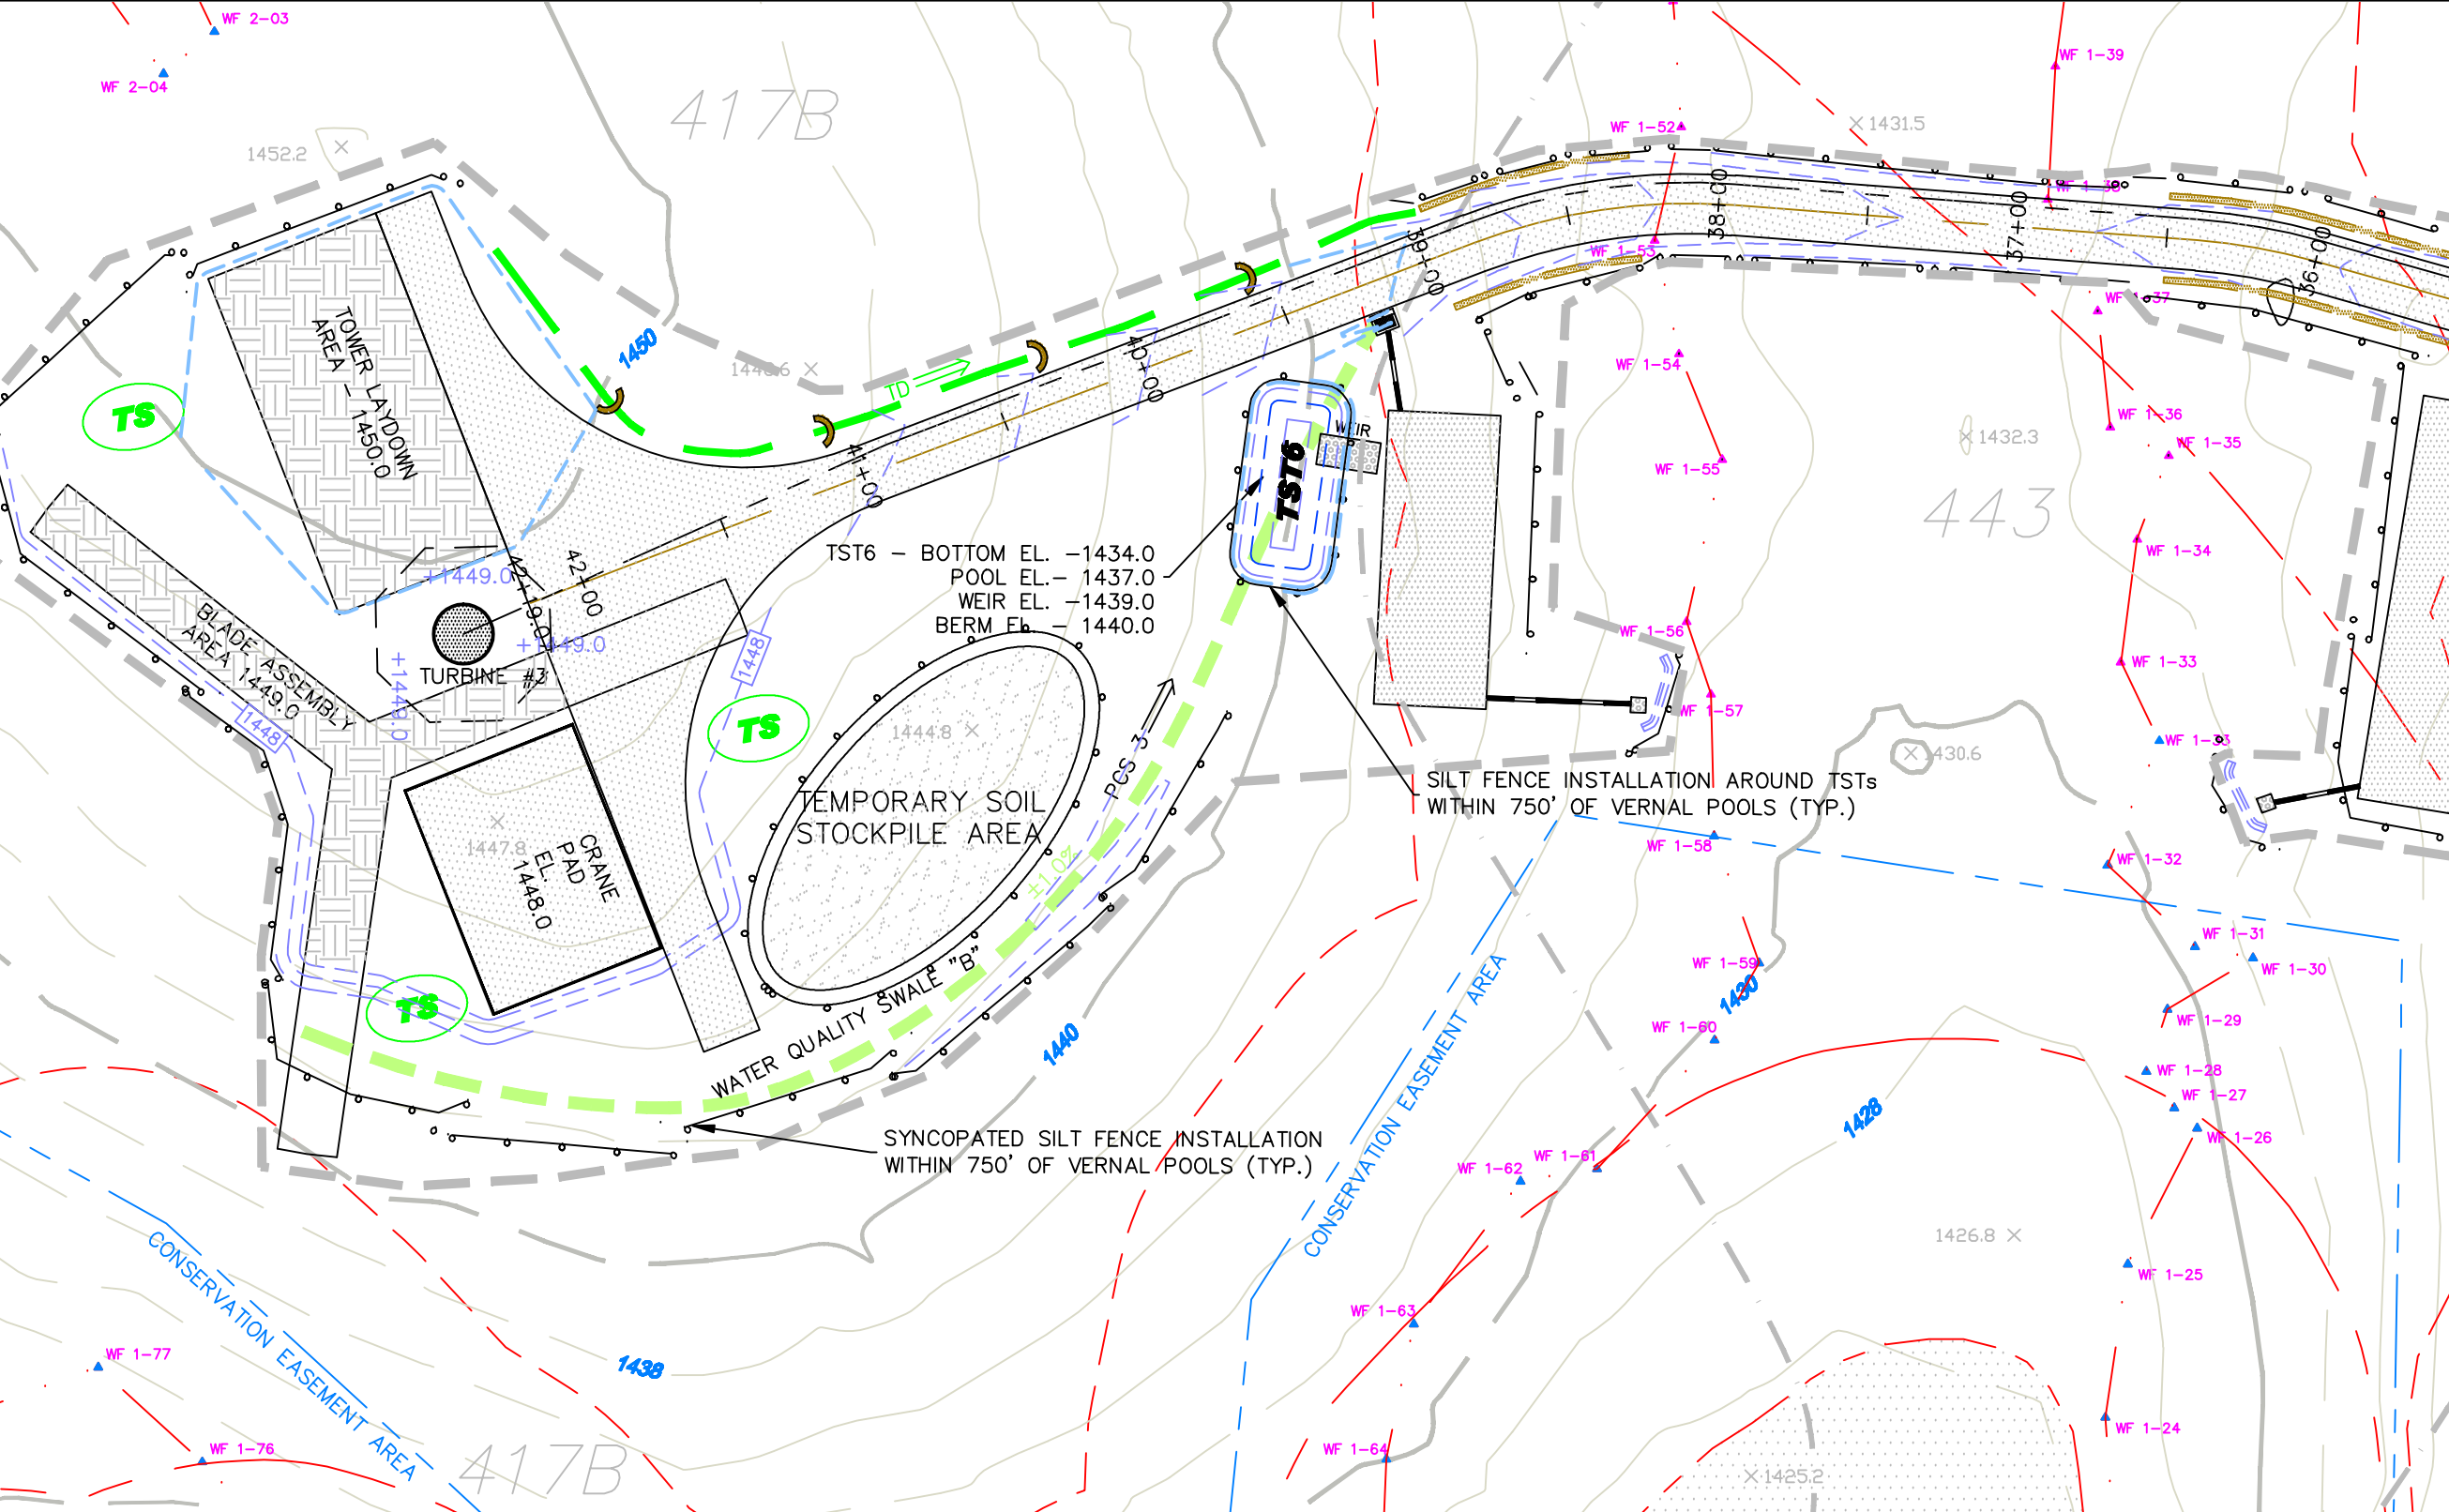 WF 2-03
WF 2-04
417B
1452.2
WF 1-39
WF 1-52
1431.5
WF 1-38
38+00
37+00
36+00
39+00
WF 1-53
WF 1-37
WF 1-54
1450
TD
40+00
TOWER LAYDOWN
AREA - 1450.0
TS
WF 1-36
WF 1-35
1432.3
WEIR
TST6
WF 1-55
41+00
443
TST6 - BOTTOM EL. -1434.0
POOL EL.- 1437.0
WEIR EL. -1439.0
BERM EL. - 1440.0
WF 1-34
42+00
42+19.0
+1449.0
+1449.0
+1449.0
TURBINE #3
BLADE ASSEMBLY
AREA 1449.0
1448
1448
WF 1-56
WF 1-33
WF 1-57
WF 1-33
TS
1444.8
PCS 3
1430.6
SILT FENCE INSTALLATION AROUND TSTs
WITHIN 750' OF VERNAL POOLS (TYP.)
TEMPORARY SOIL
STOCKPILE AREA
WF 1-58
1447.8
CRANE
PAD
EL.
1448.0
±1.0%
WF 1-32
WF 1-31
WF 1-30
WF 1-59
1430
WF 1-29
WF 1-60
TS
WATER QUALITY SWALE "B"
1440
CONSERVATION EASEMENT AREA
WF 1-28
WF 1-27
WF 1-26
1428
SYNCOPATED SILT FENCE INSTALLATION
WITHIN 750' OF VERNAL POOLS (TYP.)
WF 1-62
WF 1-61
1426.8
WF 1-25
CONSERVATION EASEMENT AREA
WF 1-63
WF 1-77
1438
WF 1-24
WF 1-76
417B
WF 1-64
1425.2